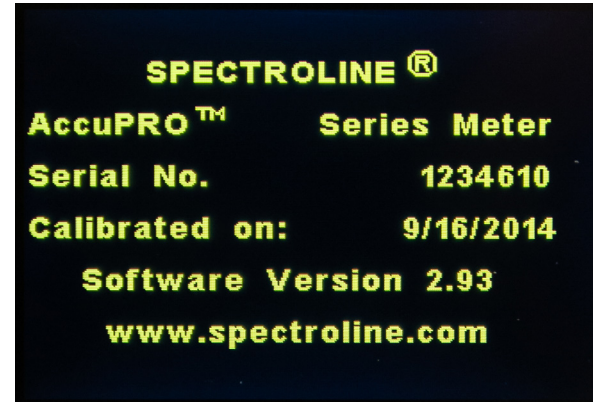 SPECTROLINE ®
AccuPRO™ Series Meter
Serial No. 1234610
Calibrated on: 9/16/2014
Software Version 2.93
www.spectroline.com